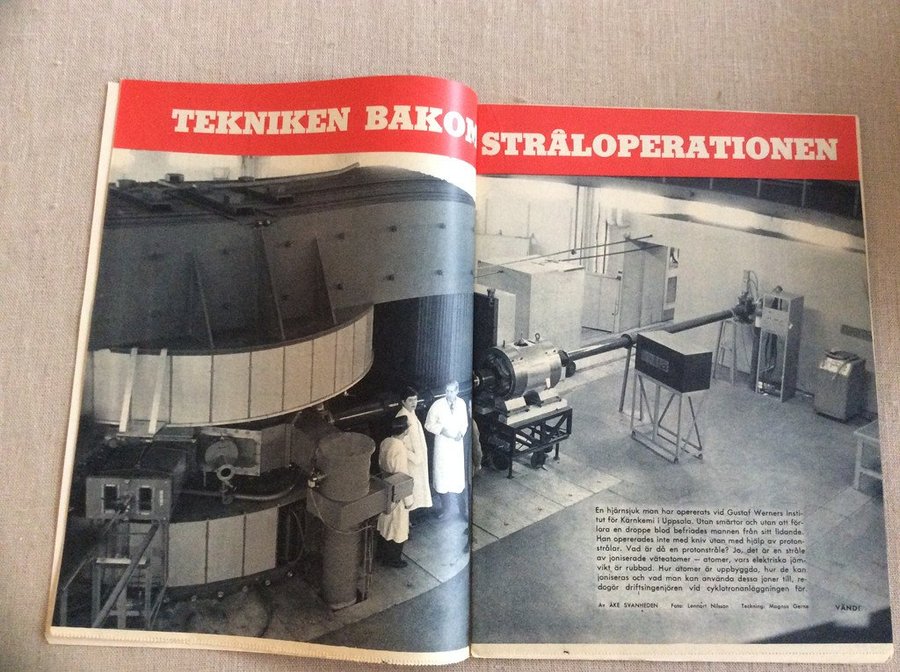 TEKNIKEN BAKOM STRÅLOPERATIONEN
En hjärnsjuk man har opererats vid Gustaf Werners Insti-
tut för Kärnkemi i Uppsala. Utan smärtor och utan att för-
lora en droppe blod befriades mannen från sitt lidande.
Han opererades inte med kniv utan med hjälp av proton-
strålar. Vad är då en protonstråle? Jo, det är en stråle
av joniserade väteatomer — atomer, vars elektriska jäm-
vikt är rubbad. Hur atomer är uppbyggda, hur de kan
joniseras och vad man kan använda dessa joner till, re-
dogör driftsingenjören vid cyklotronanläggningen för.
Av ÅKE SVANHEDEN Foto: Lennart Nilsson Teckning: Magnus Gerne VÄND!